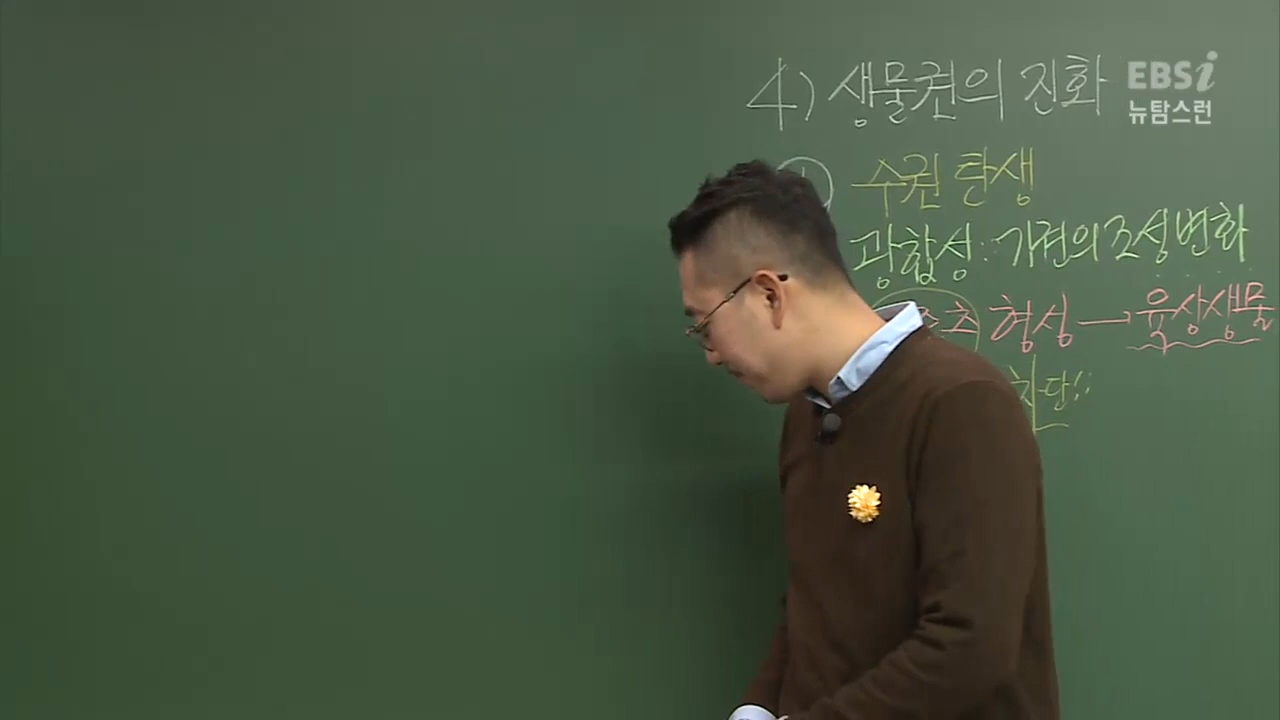 4) 생물권의 진화
EBSi
뉴탐스런
수권 탄생
광합성: 기권의 조성변화
형성 → 육상생물
차단!!